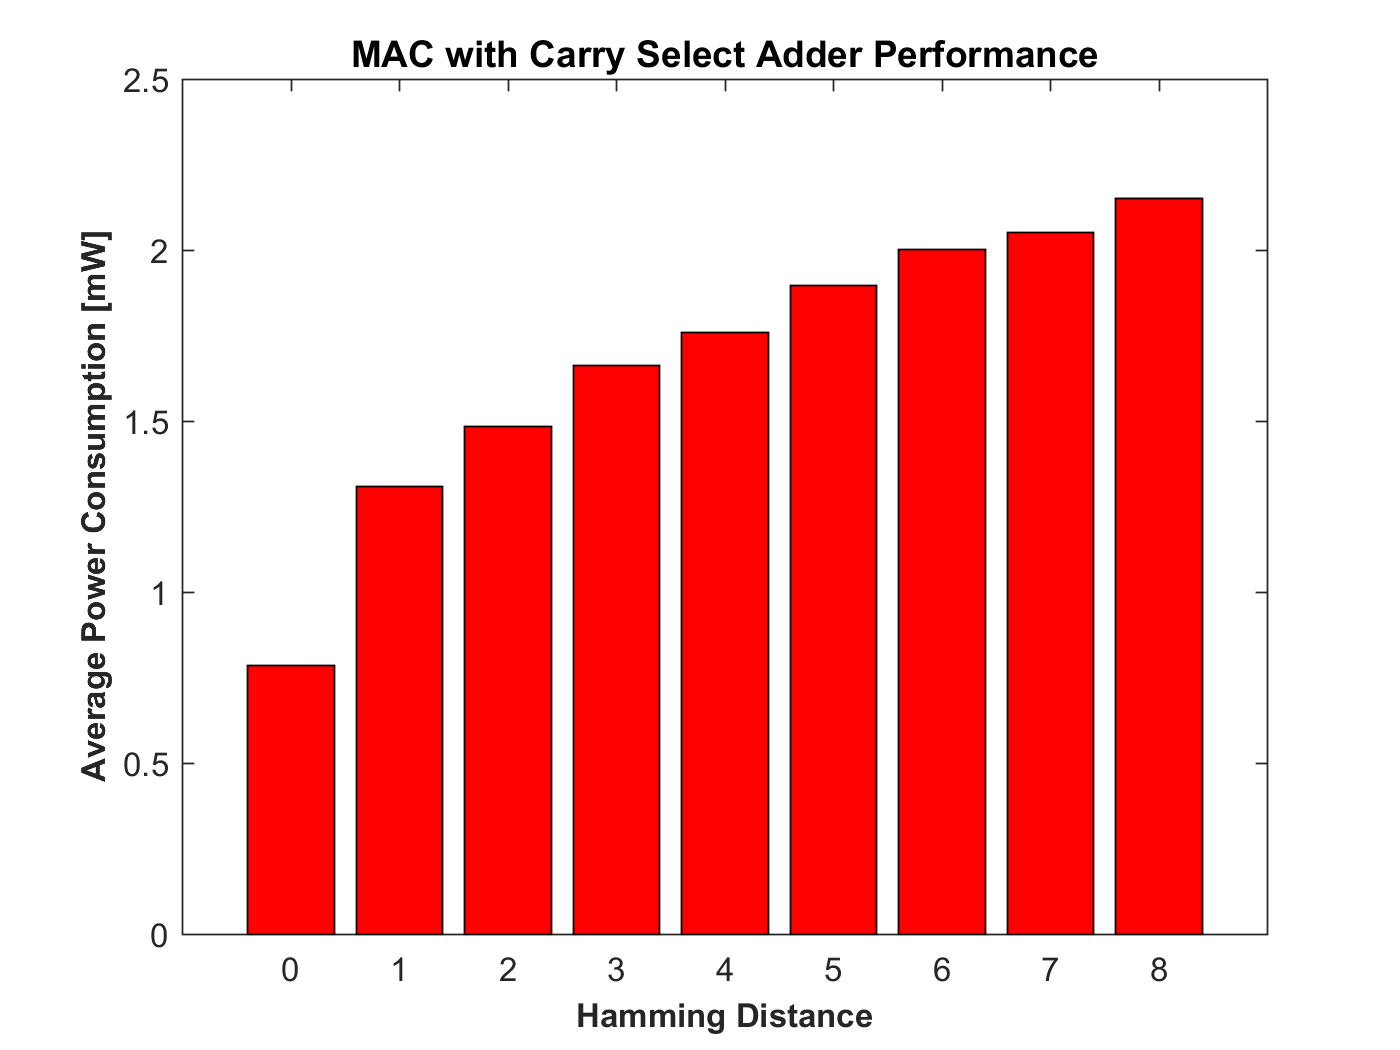 MAC with Carry Select Adder Performance
2.5
2
1.5
1
0.5
0
Average Power Consumption [mW]
0 1 2 3 4 5 6 7 8
Hamming Distance